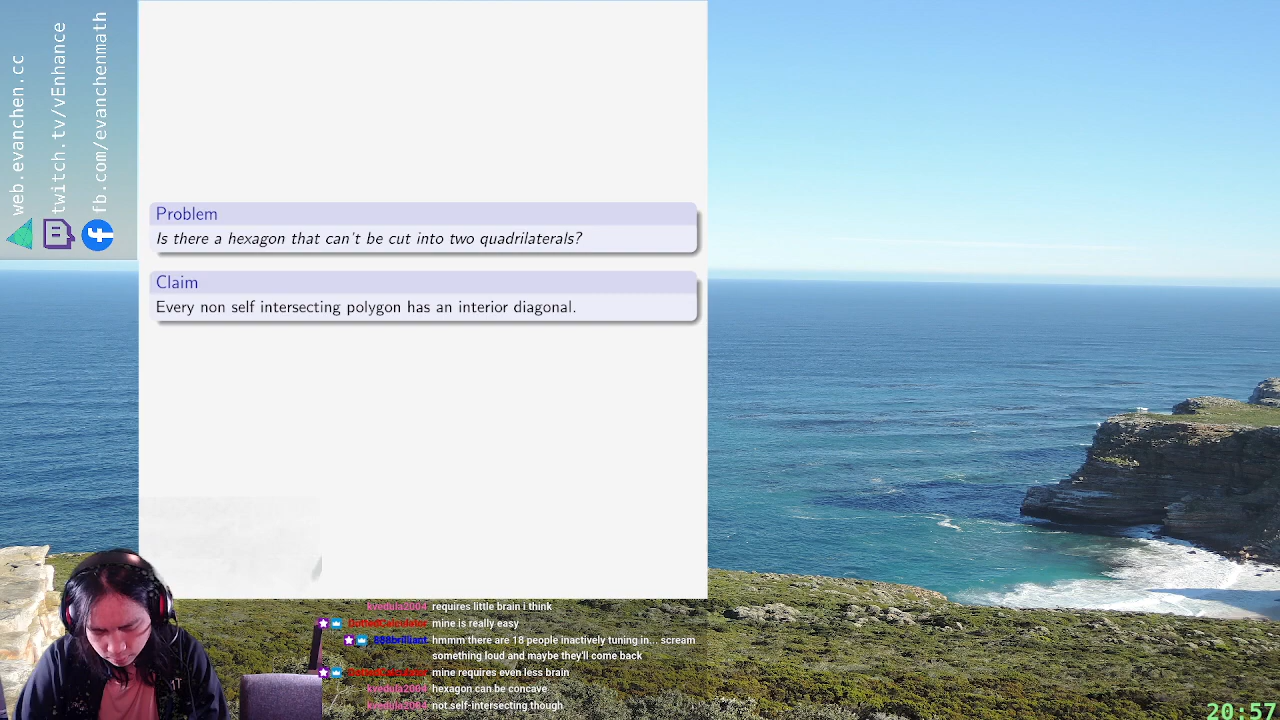 web.evanchen.cc
twitch.tv/vEnhance
fb.com/evanchenmath
Problem
Is there a hexagon that can't be cut into two quadrilaterals?
Claim
Every non self intersecting polygon has an interior diagonal.
kvedula2004 requires little brain i think
DottedCalculator mine is really easy
888brilliant hmmm there are 18 people inactively tuning in... scream
something loud and maybe they'll come back
DottedCalculator mine requires even less brain
kvedula2004 hexagon can be concave
kvedula2004 not self-intersecting though
20:57